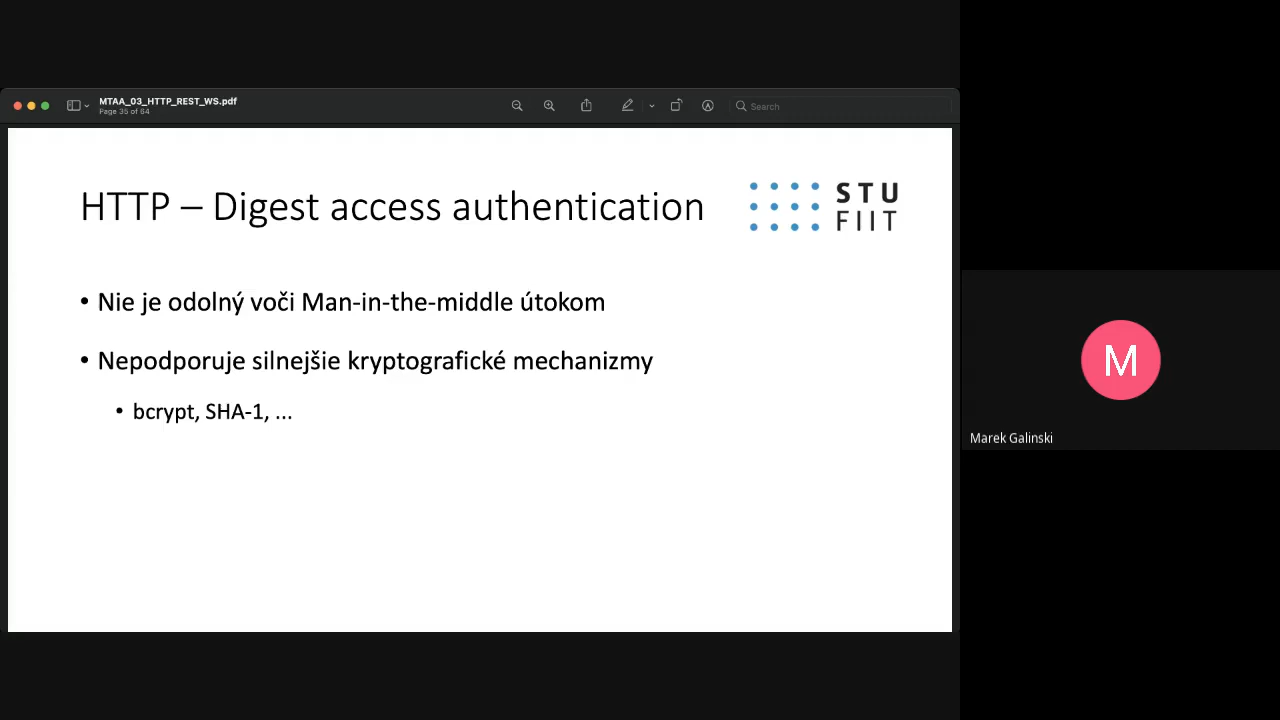 MTAA_03_HTTP_REST_WS.pdf
Page 35 of 64
Search
HTTP – Digest access authentication
STU
FIIT
• Nie je odolný voči Man-in-the-middle útokom
• Nepodporuje silnejšie kryptografické mechanizmy
• bcrypt, SHA-1, ...
M
Marek Galinski